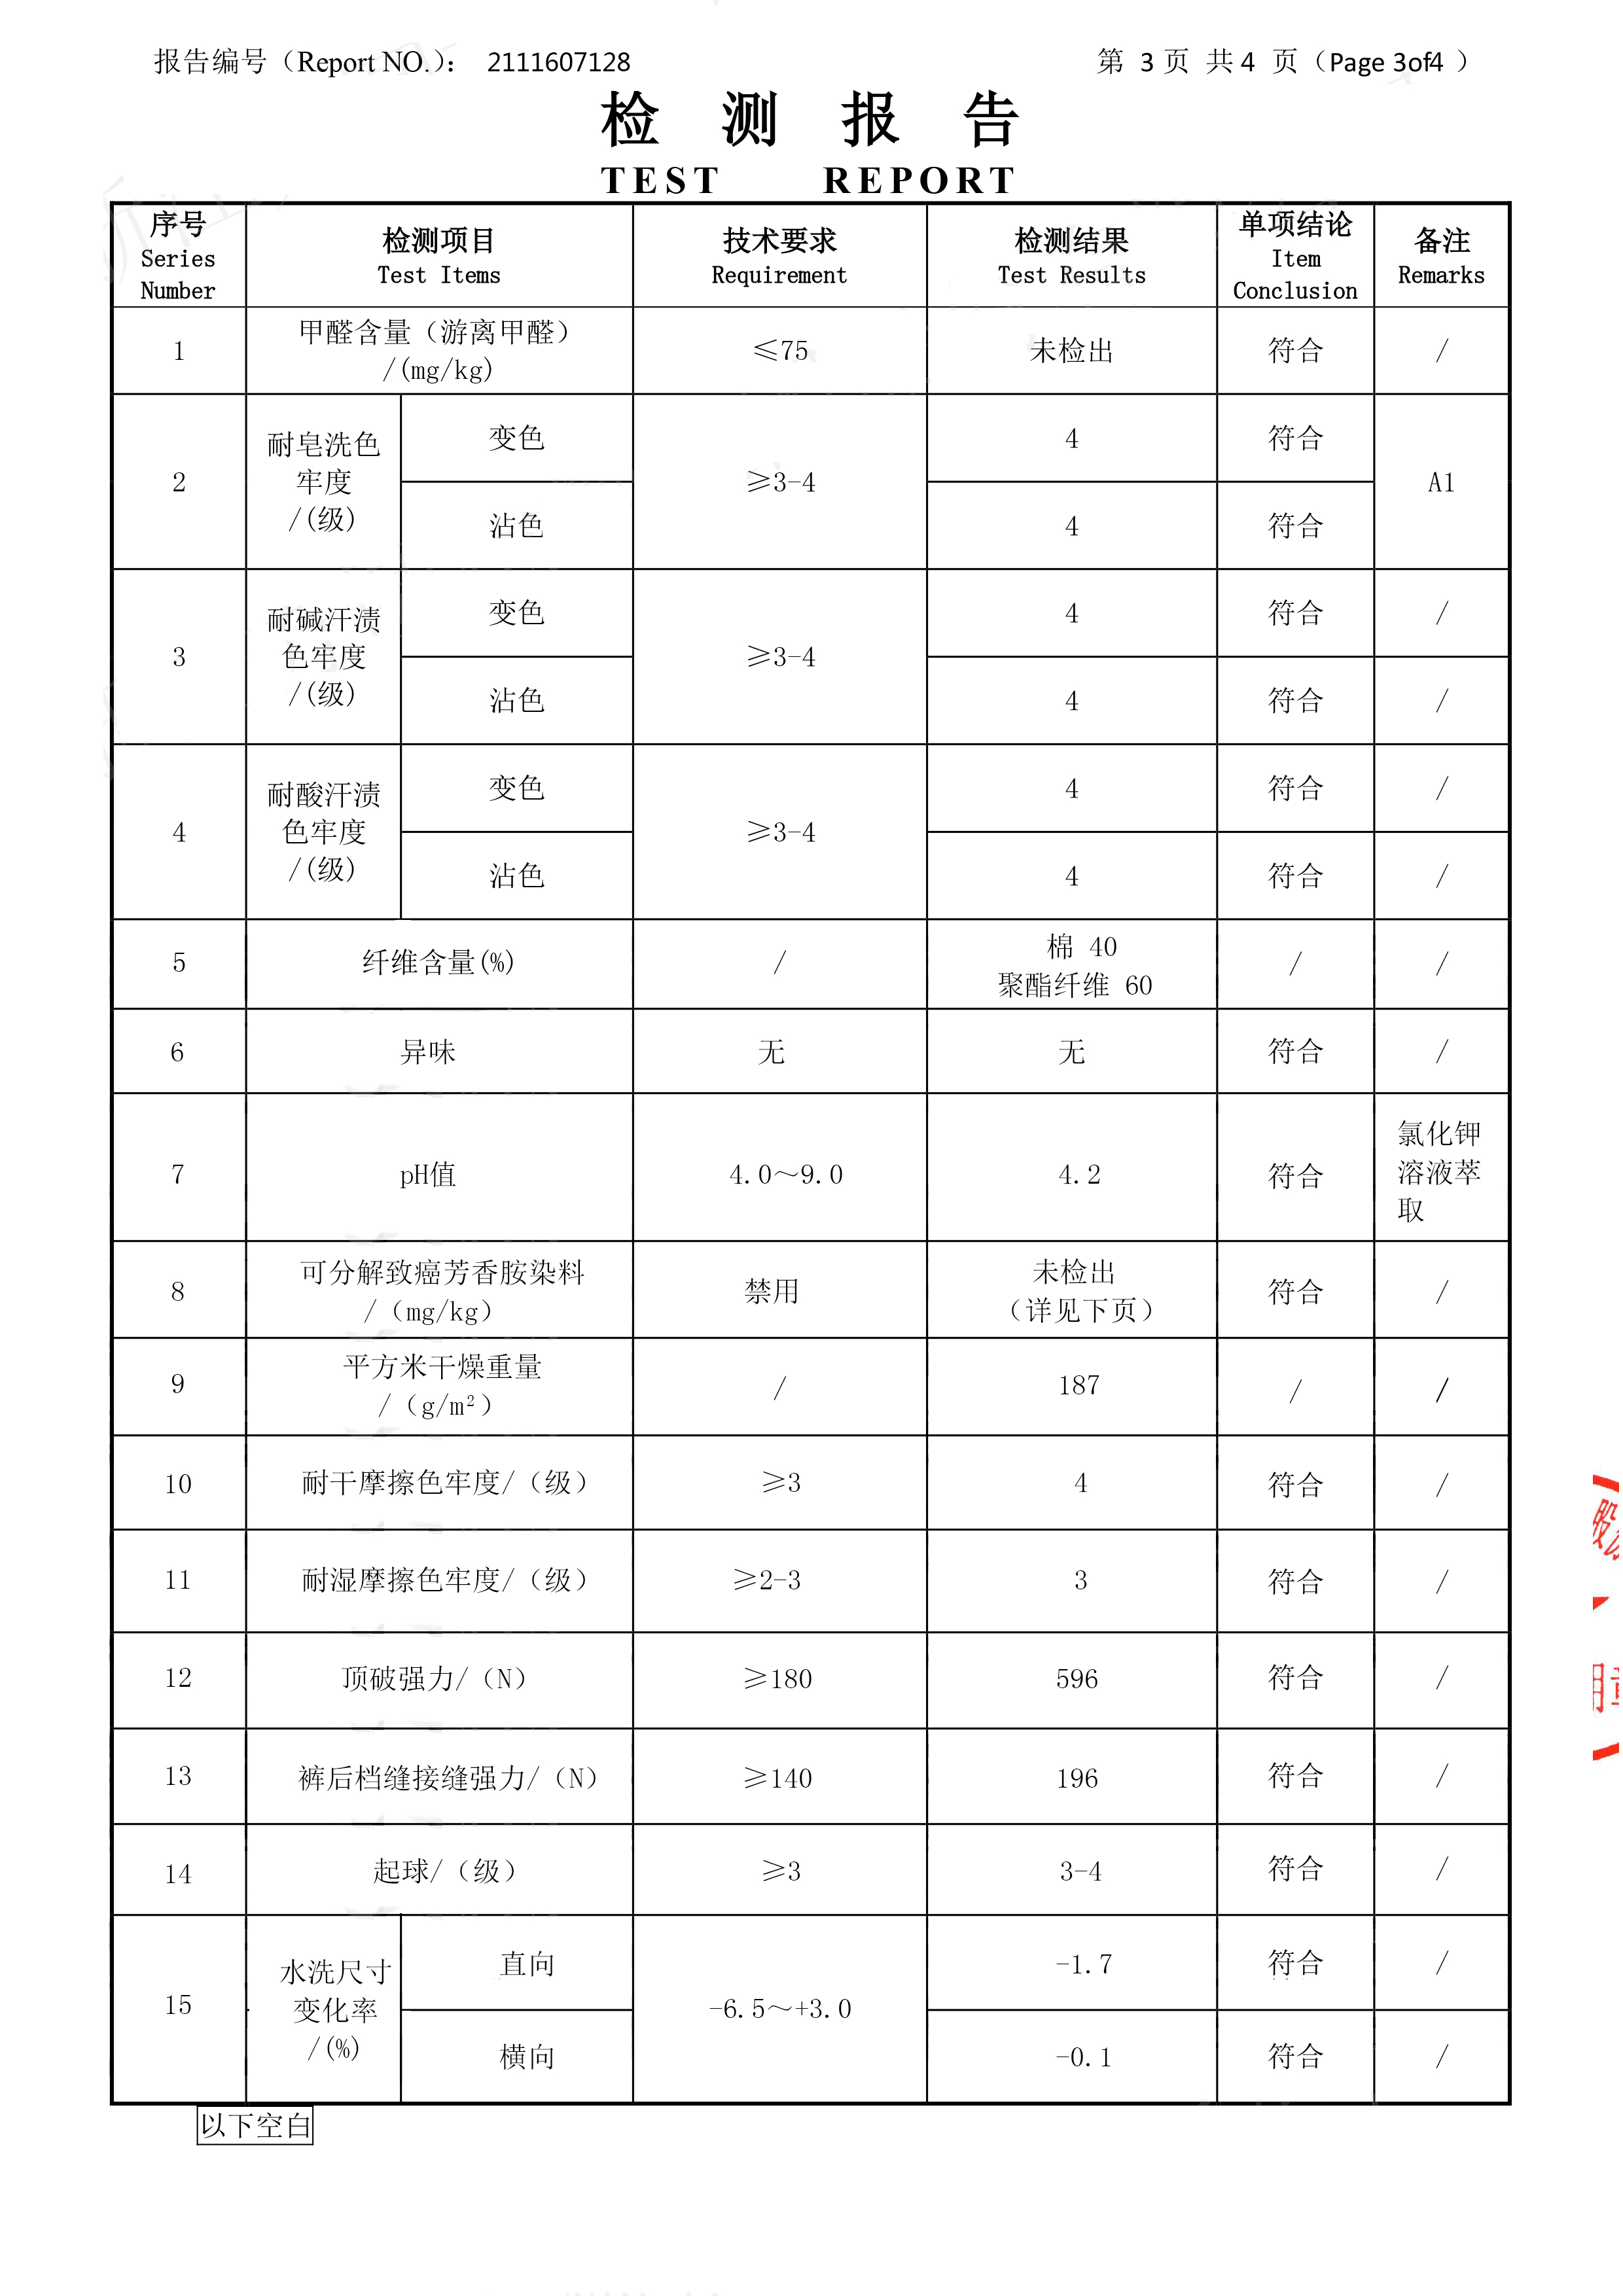 报告编号（Report NO.）： 2111607128
第 3 页 共 4 页（Page 3of4 ）
检 测 报 告
TEST REPORT
序号 Series Number 检测项目 Test Items 技术要求 Requirement 检测结果 Test Results 单项结论 Item Conclusion 备注 Remarks
1 甲醛含量（游离甲醛）/(mg/kg) ≤75 未检出 符合 /
2 耐皂洗色牢度/(级) 变色 ≥3-4 4 符合 A1
沾色 4 符合
3 耐碱汗渍色牢度/(级) 变色 ≥3-4 4 符合 /
沾色 4 符合 /
4 耐酸汗渍色牢度/(级) 变色 ≥3-4 4 符合 /
沾色 4 符合 /
5 纤维含量(%) / 棉 40 聚酯纤维 60 / /
6 异味 无 无 符合 /
7 pH值 4.0～9.0 4.2 符合 氯化钾溶液萃取
8 可分解致癌芳香胺染料/（mg/kg） 禁用 未检出（详见下页） 符合 /
9 平方米干燥重量/（g/m²） / 187 / /
10 耐干摩擦色牢度/（级） ≥3 4 符合 /
11 耐湿摩擦色牢度/（级） ≥2-3 3 符合 /
12 顶破强力/（N） ≥180 596 符合 /
13 裤后档缝接缝强力/（N） ≥140 196 符合 /
14 起球/（级） ≥3 3-4 符合 /
15 水洗尺寸变化率/(%) 直向 -6.5～+3.0 -1.7 符合 /
横向 -0.1 符合 /
以下空白